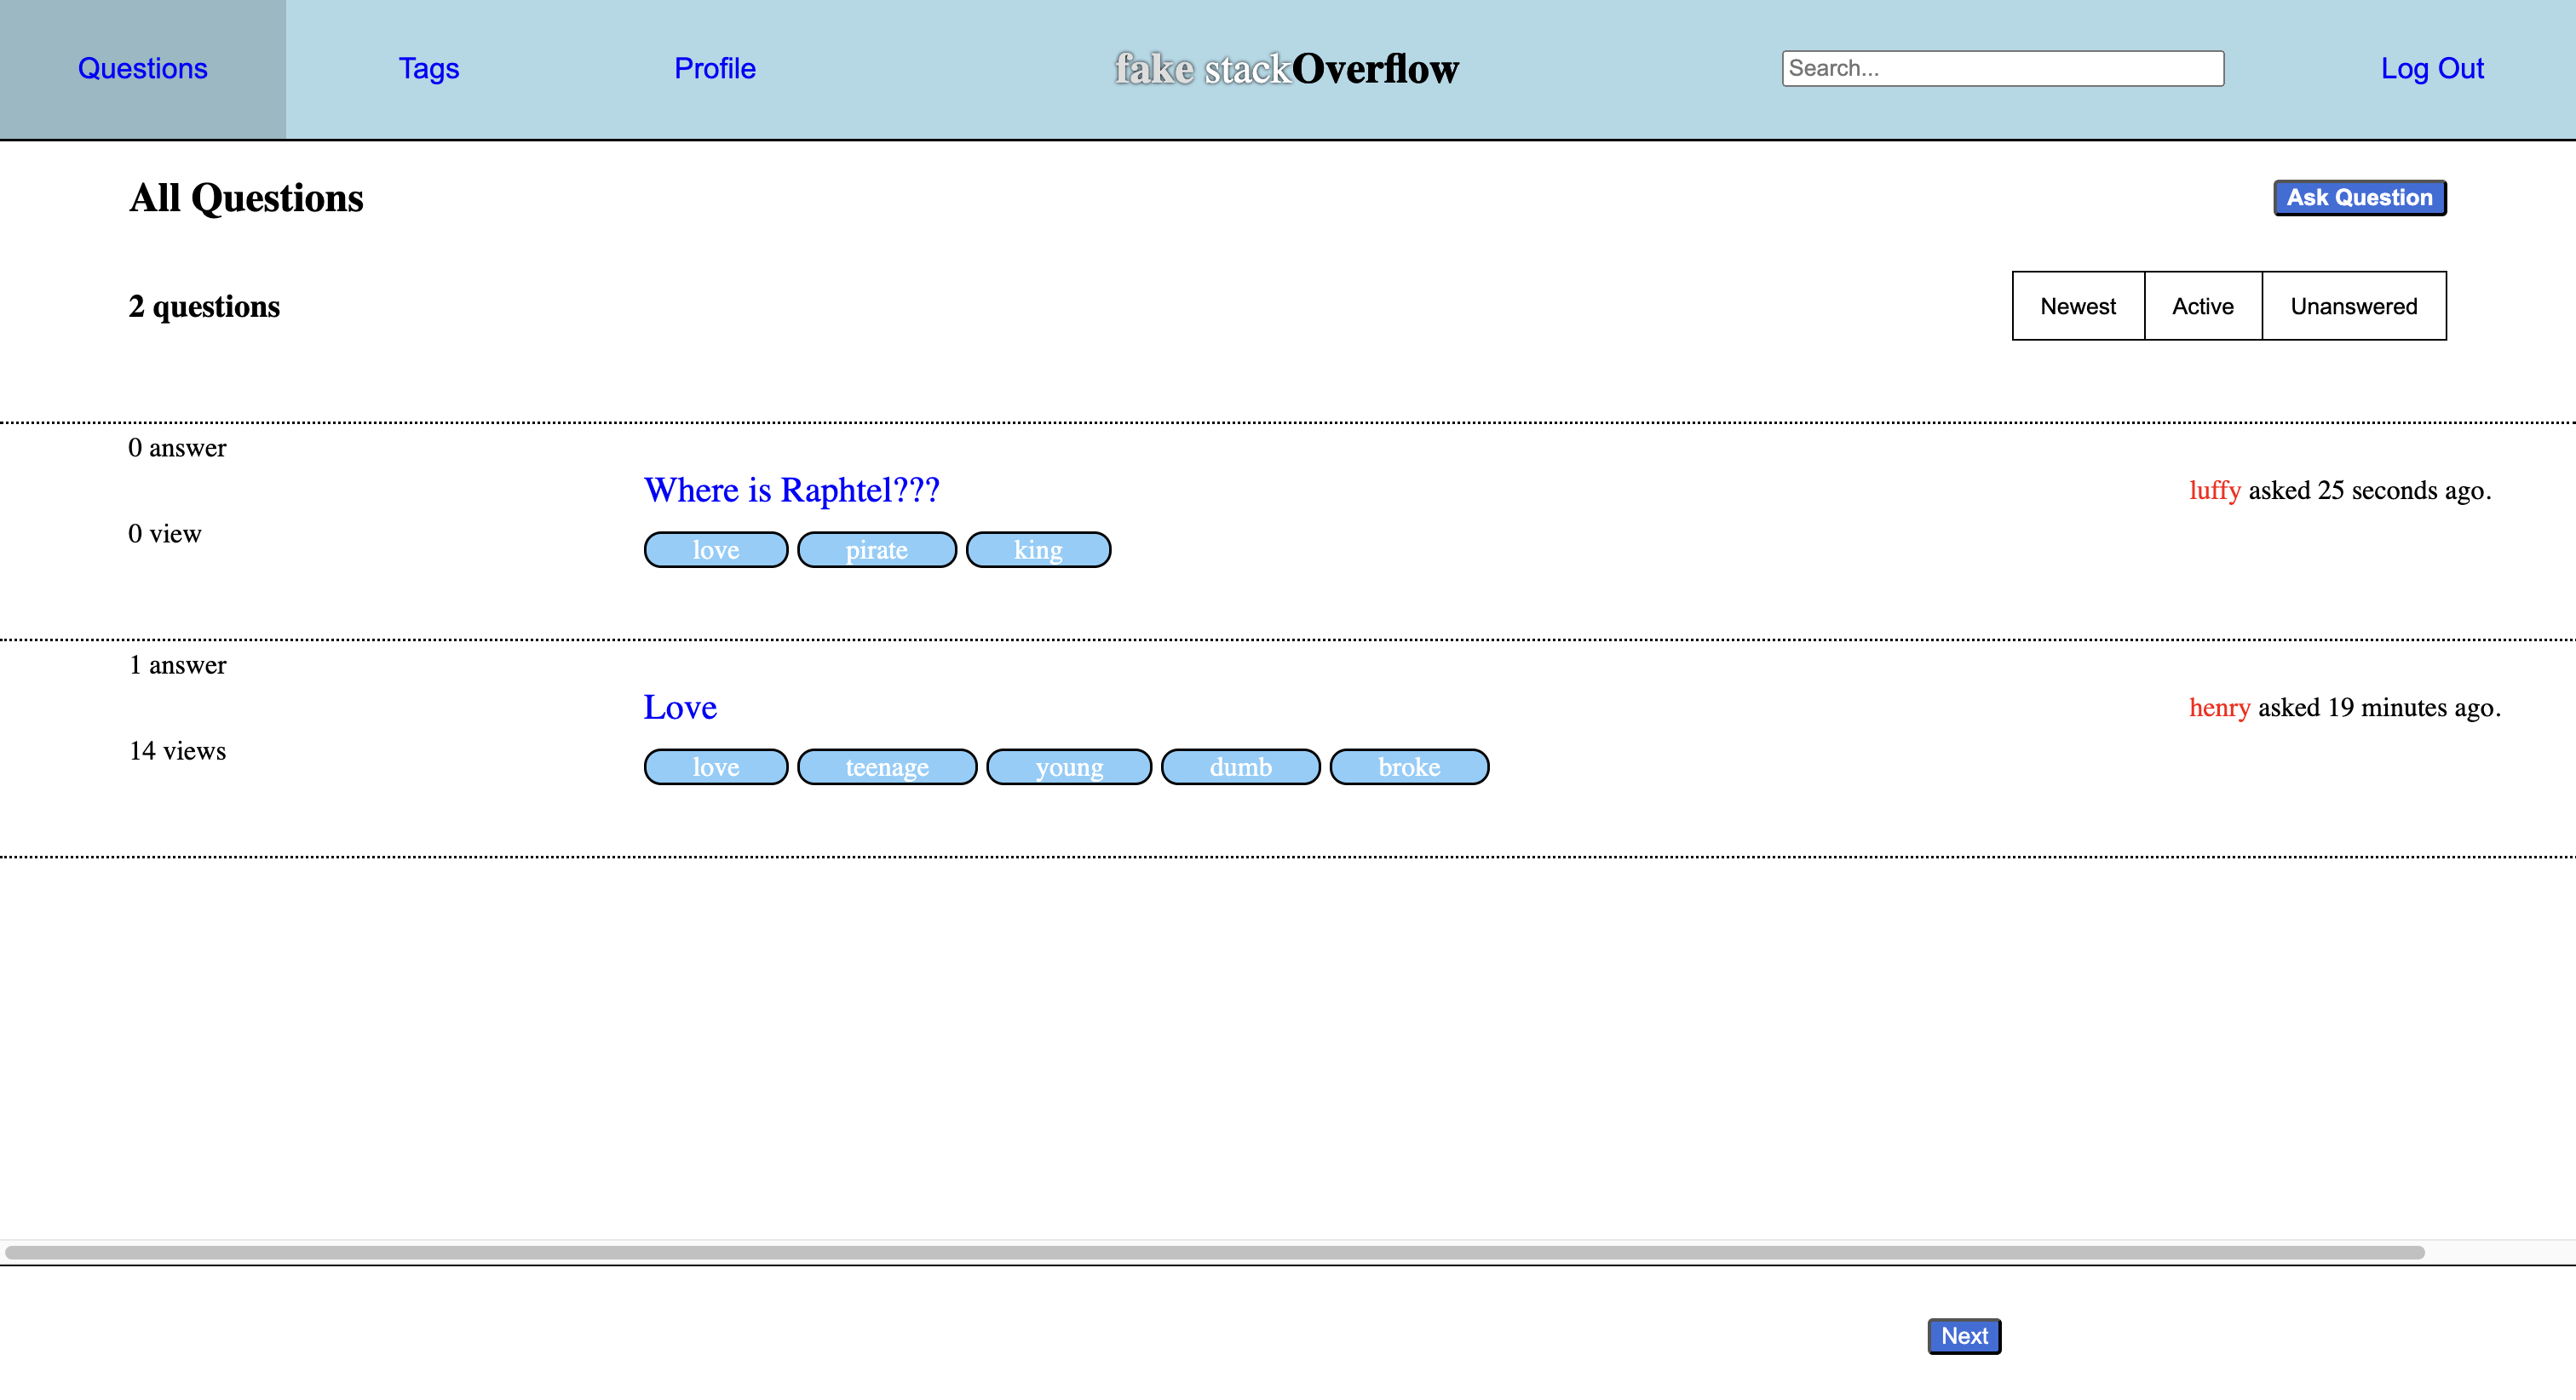 Questions Tags Profile fake stackOverflow Search... Log Out
All Questions Ask Question
2 questions Newest Active Unanswered
0 answer
Where is Raphtel??? luffy asked 25 seconds ago.
0 view
love pirate king
1 answer
Love henry asked 19 minutes ago.
14 views
love teenage young dumb broke
Next